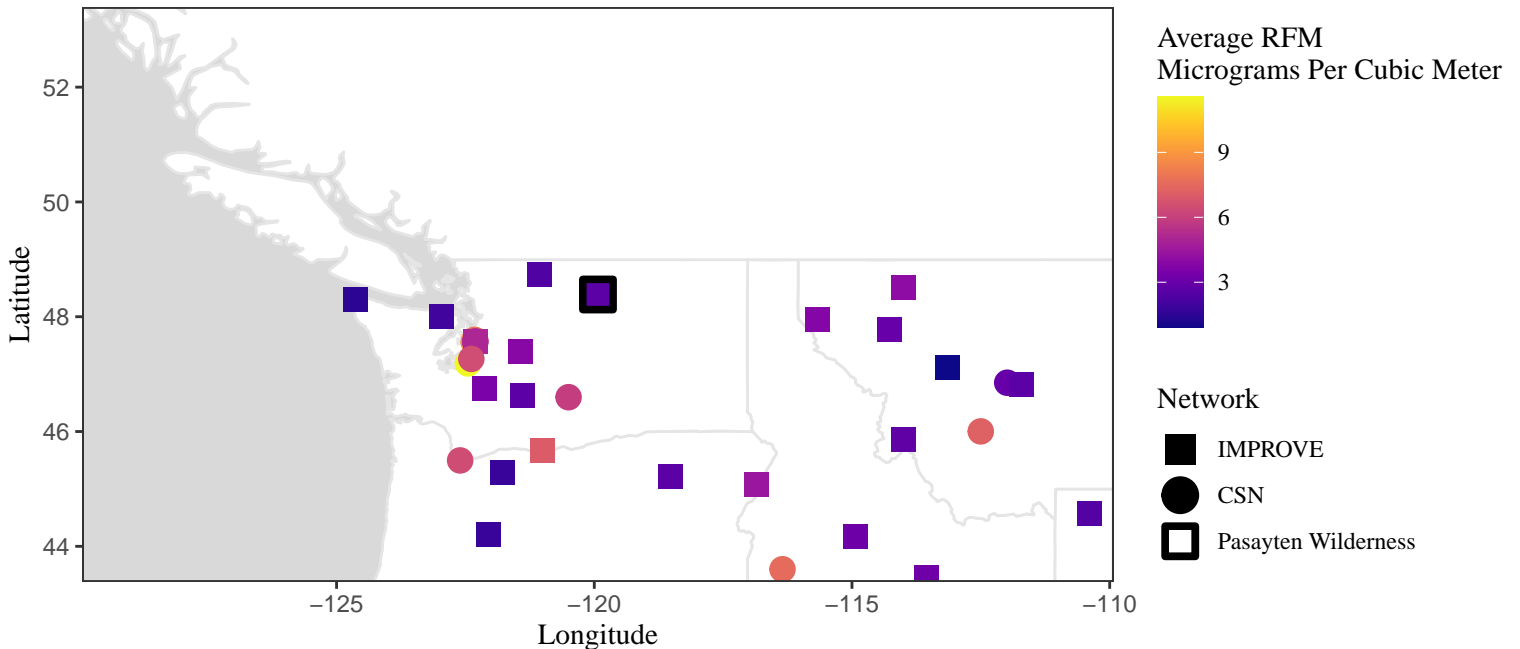 52
50
48
46
44
Latitude
−125
−120
−115
−110
Longitude
Average RFM
Micrograms Per Cubic Meter
9
6
3
Network
IMPROVE
CSN
Pasayten Wilderness